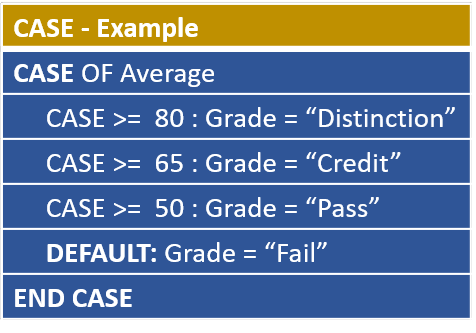 CASE - Example
CASE OF Average
CASE >= 80 : Grade = “Distinction”
CASE >= 65 : Grade = “Credit”
CASE >= 50 : Grade = “Pass”
DEFAULT: Grade = “Fail”
END CASE